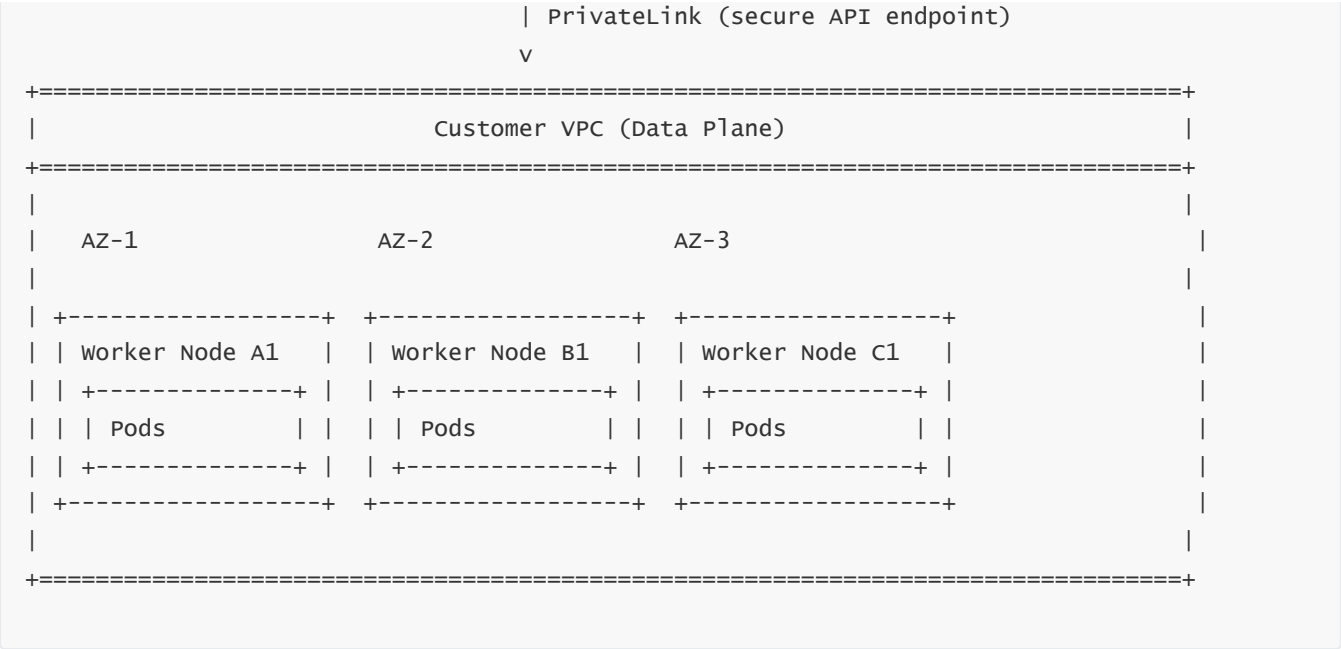 | PrivateLink (secure API endpoint)
                                   v
+=================================================================================+
|                            Customer VPC (Data Plane)                            |
+=================================================================================+
|                                                                                 |
|   AZ-1                 AZ-2                 AZ-3                                 |
|                                                                                 |
| +------------------+  +------------------+  +------------------+                 |
| | Worker Node A1   |  | Worker Node B1   |  | Worker Node C1   |                 |
| | +--------------+ |  | +--------------+ |  | +--------------+ |                 |
| | | Pods         | |  | | Pods         | |  | | Pods         | |                 |
| | +--------------+ |  | +--------------+ |  | +--------------+ |                 |
| +------------------+  +------------------+  +------------------+                 |
|                                                                                 |
+=================================================================================+